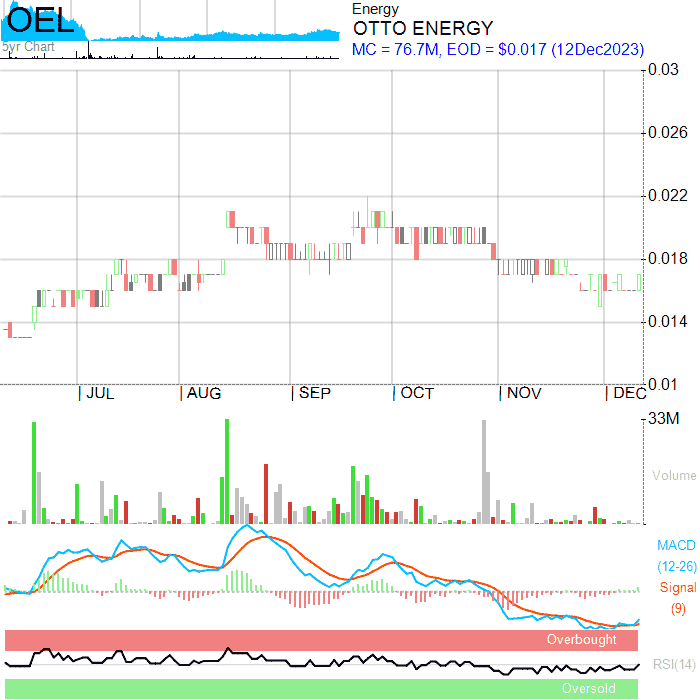 OEL
5yr Chart
Energy
OTTO ENERGY
MC = 76.7M, EOD = $0.017 (12Dec2023)
0.03
0.026
0.022
0.018
0.014
0.01
JUL AUG SEP OCT NOV DEC
33M
Volume
MACD
(12-26)
Signal
(9)
Overbought
RSI(14)
Oversold